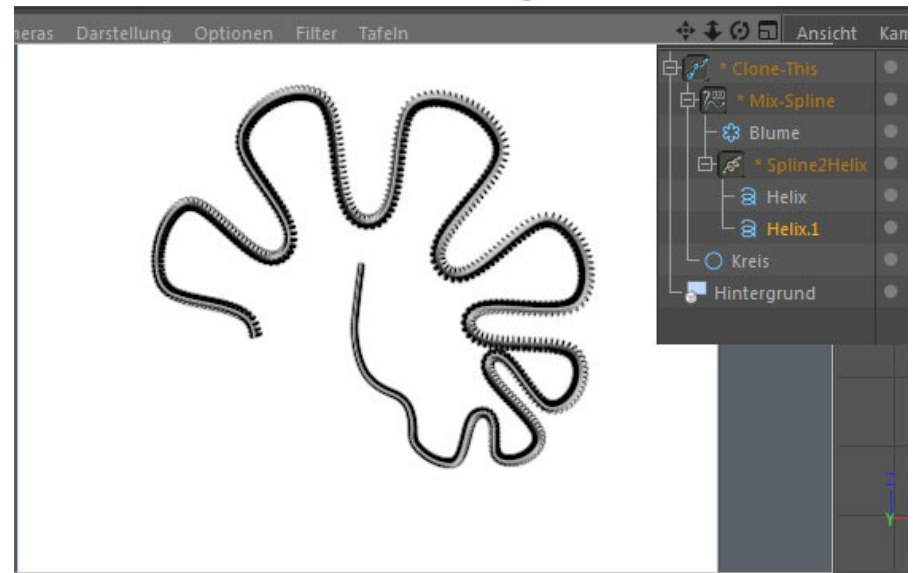 neras Darstellung Optionen Filter Tafeln Ansicht Kam
* Clone-This
* Mix-Spline
Blume
* Spline2Helix
Helix
Helix.1
Kreis
Hintergrund
Z
Y